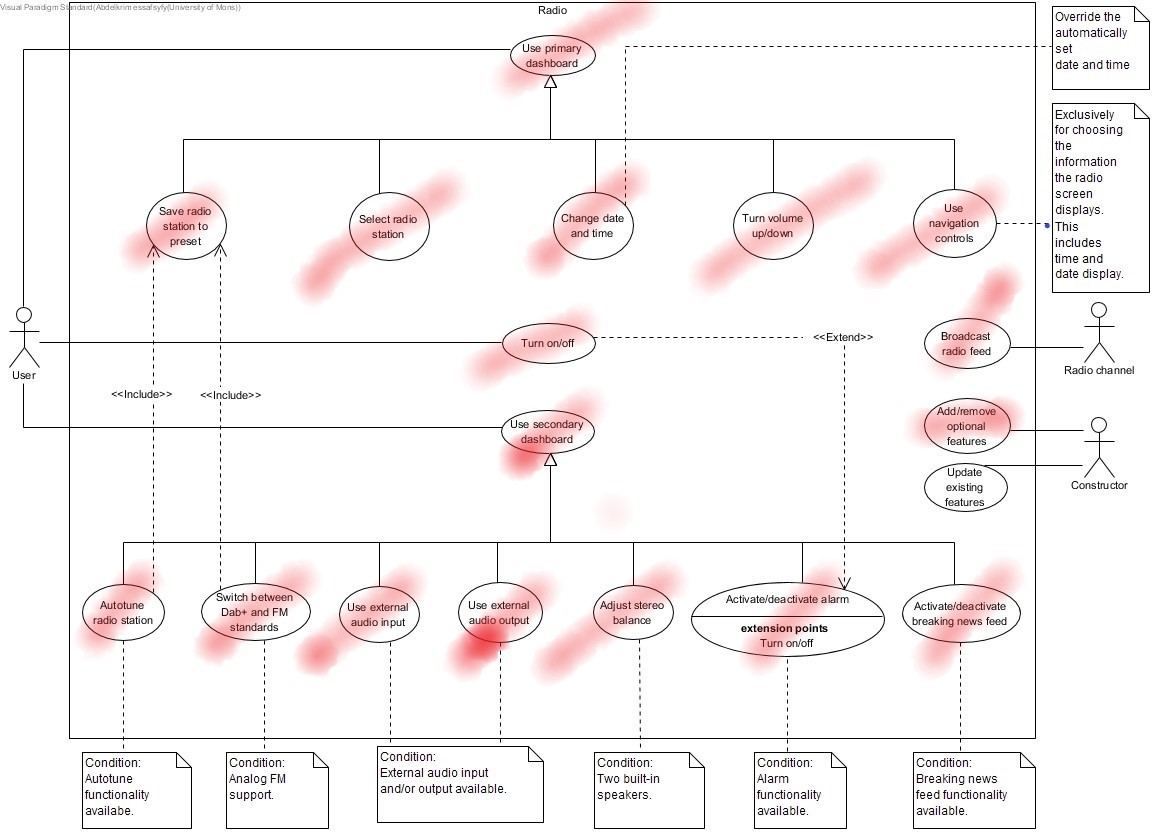 Visual Paradigm Standard(Abdelkrim essafsyfy(University of Mons))
Radio
Use primary
dashboard
Override the
automatically
set
date and time
Exclusively
for choosing
the
information
the radio
screen
displays.
This
includes
time and
date display.
Save radio
station to
preset
Select radio
station
Change date
and time
Turn volume
up/down
Use
navigation
controls
User
Turn on/off
<<Extend>>
Broadcast
radio feed
Radio channel
<<Include>>
<<Include>>
Use secondary
dashboard
Add/remove
optional
features
Update
existing
features
Constructor
Autotune
radio station
Switch between
Dab+ and FM
standards
Use external
audio input
Use external
audio output
Adjust stereo
balance
Activate/deactivate alarm
extension points
Turn on/off
Activate/deactivate
breaking news feed
Condition:
Autotune
functionality
availabe.
Condition:
Analog FM
support.
Condition:
External audio input
and/or output available.
Condition:
Two built-in
speakers.
Condition:
Alarm
functionality
available.
Condition:
Breaking news
feed functionality
available.